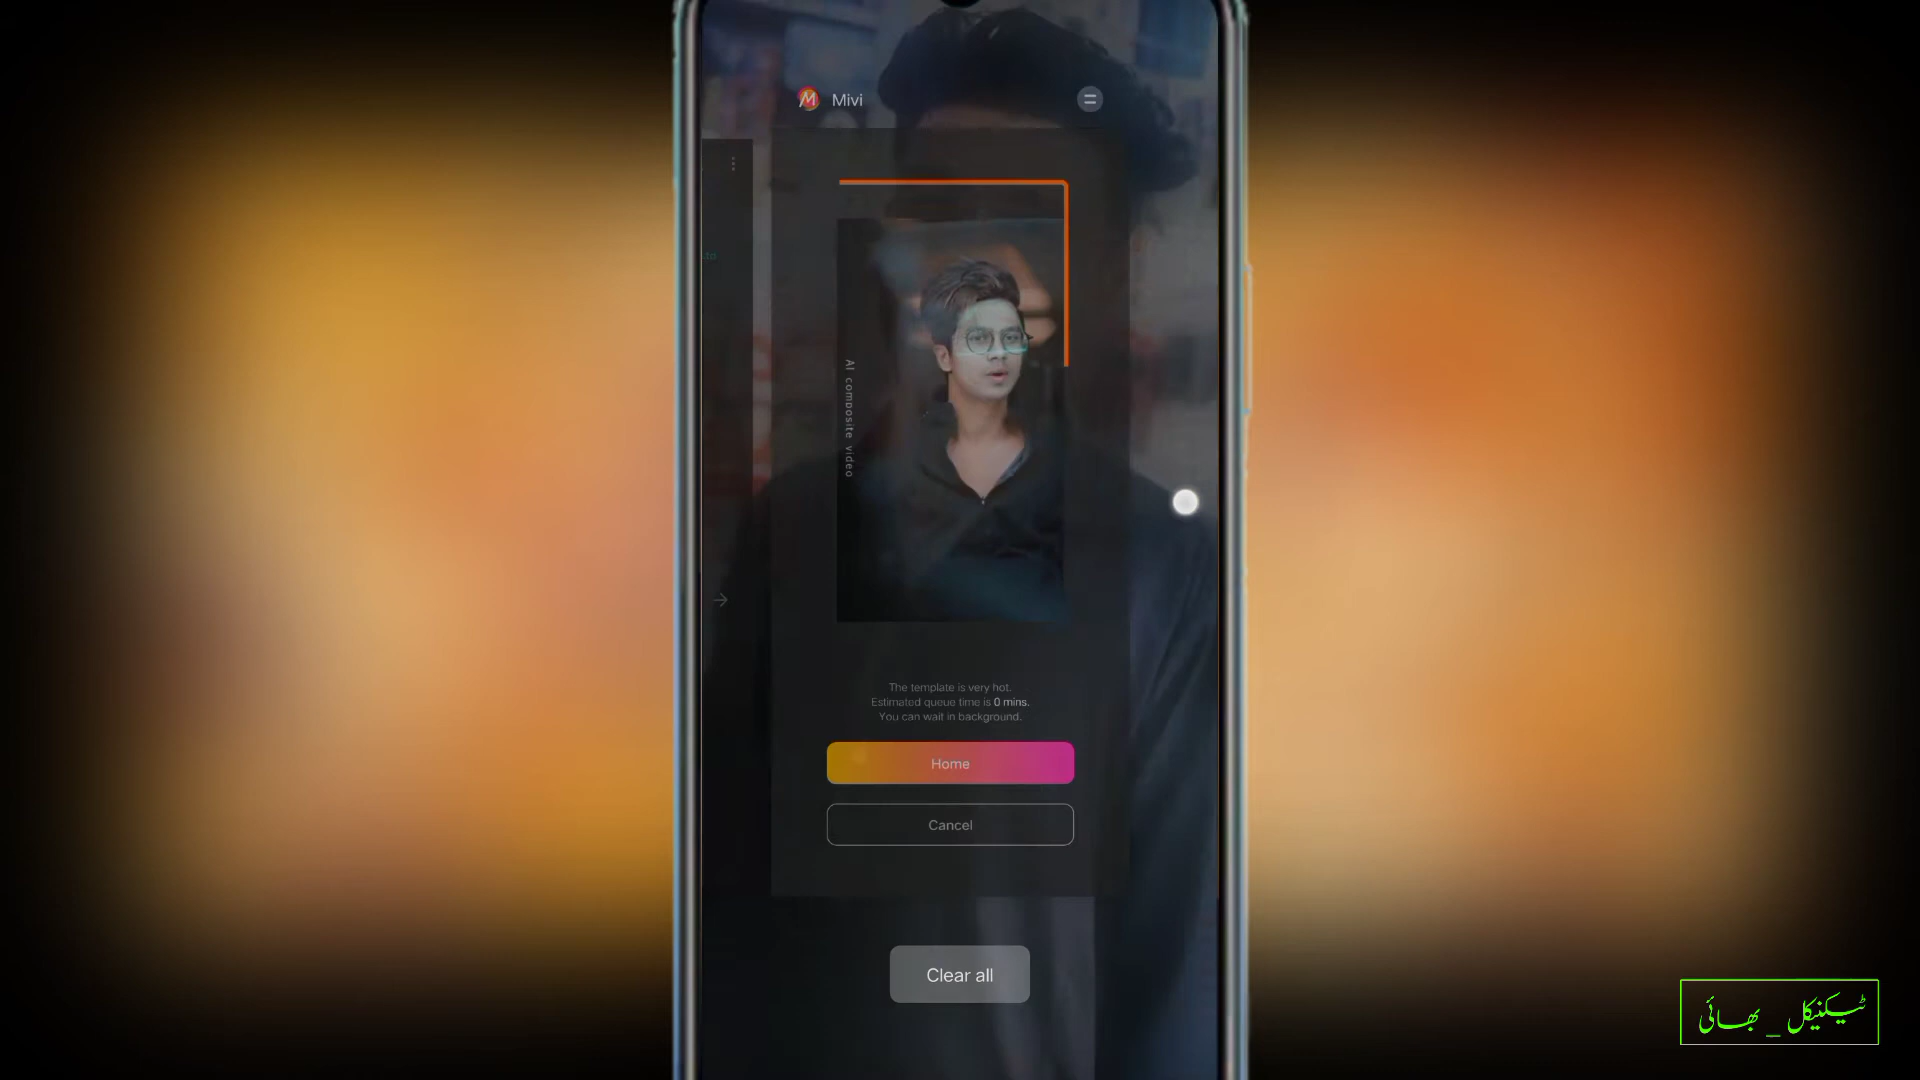 Mivi
.to
AI composite video
The template is very hot.
Estimated queue time is 0 mins.
You can wait in background.
Home
Cancel
Clear all
ٹیکنیکل _ بھائی